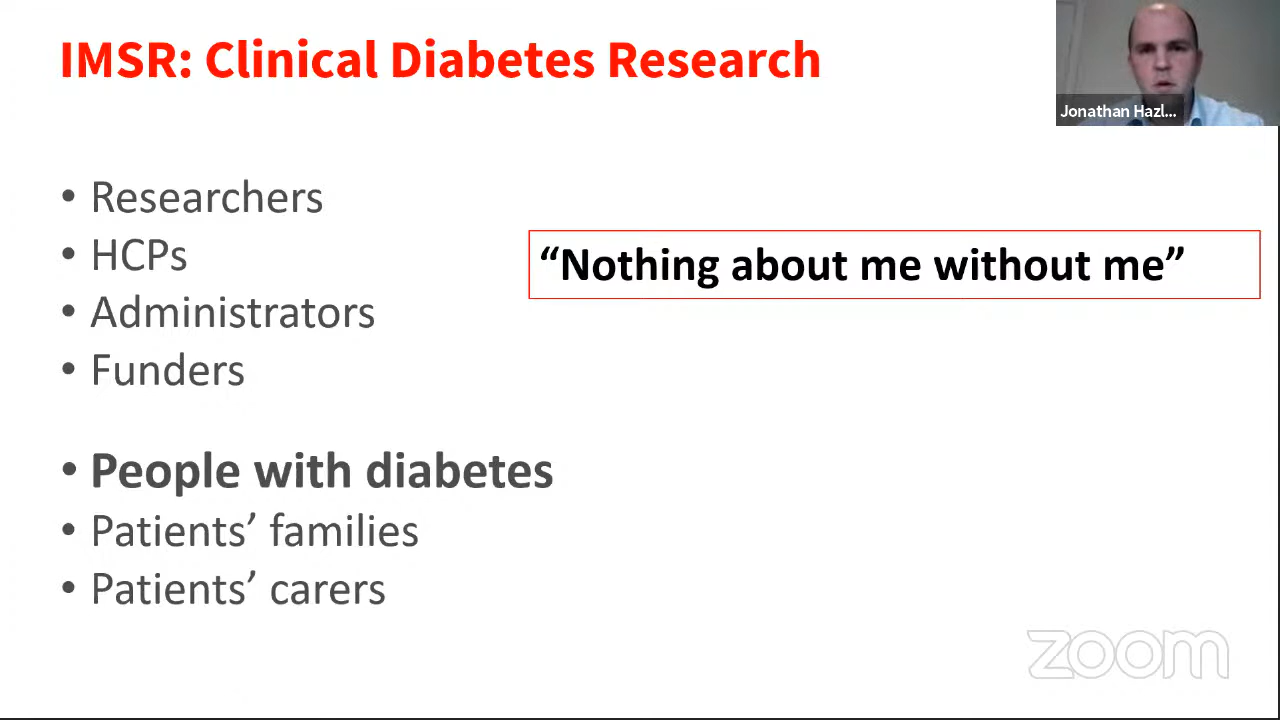 IMSR: Clinical Diabetes Research
Jonathan Hazl...
• Researchers
• HCPs
• Administrators
• Funders
“Nothing about me without me”
• People with diabetes
• Patients’ families
• Patients’ carers
zoom